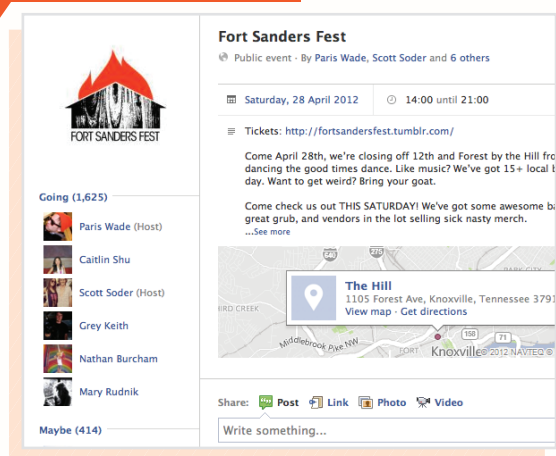 FORT SANDERS FEST
Going (1,625)
Paris Wade (Host)
Caitlin Shu
Scott Soder (Host)
Grey Keith
Nathan Burcham
Mary Rudnik
Maybe (414)
Fort Sanders Fest
Public event · By Paris Wade, Scott Soder and 6 others
Saturday, 28 April 2012
14:00 until 21:00
Tickets: http://fortsandersfest.tumblr.com/
Come April 28th, we're closing off 12th and Forest by the Hill fro
dancing the good times dance. Like music? We've got 15+ local b
day. Want to get weird? Bring your goat.
Come check us out THIS SATURDAY! We've got some awesome ba
great grub, and vendors in the lot selling sick nasty merch.
...See more
640
275
PARK CITY
The Hill
1105 Forest Ave, Knoxville, Tennessee 3791
View map · Get directions
BIRD CREEK
Middlebrook Pike NW
FORT
Knoxville
158
71
© 2012 NAVTEQ ©
Share: Post Link Photo Video
Write something...